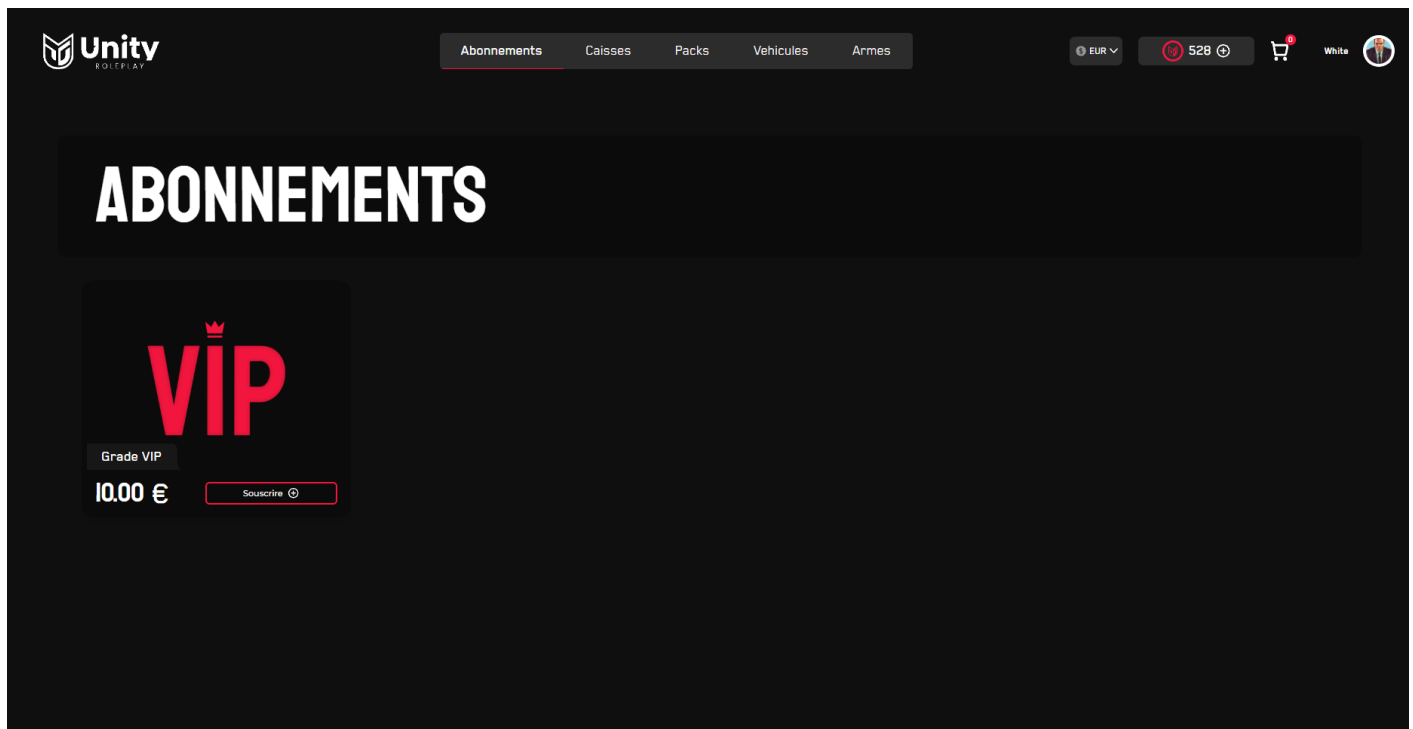 Unity
ROLEPLAY
Abonnements Caisses Packs Vehicules Armes
EUR 528 0 White
ABONNEMENTS
VIP
Grade VIP
10.00 € Souscrire